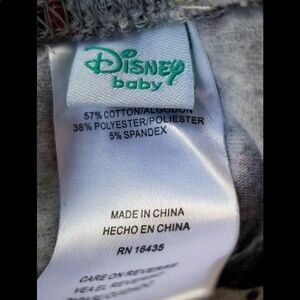 Disney
baby
57% COTTON/ALGODON
38% POLYESTER/POLIESTER
5% SPANDEX
MADE IN CHINA
HECHO EN CHINA
RN 16435
CARE ON REVERSE